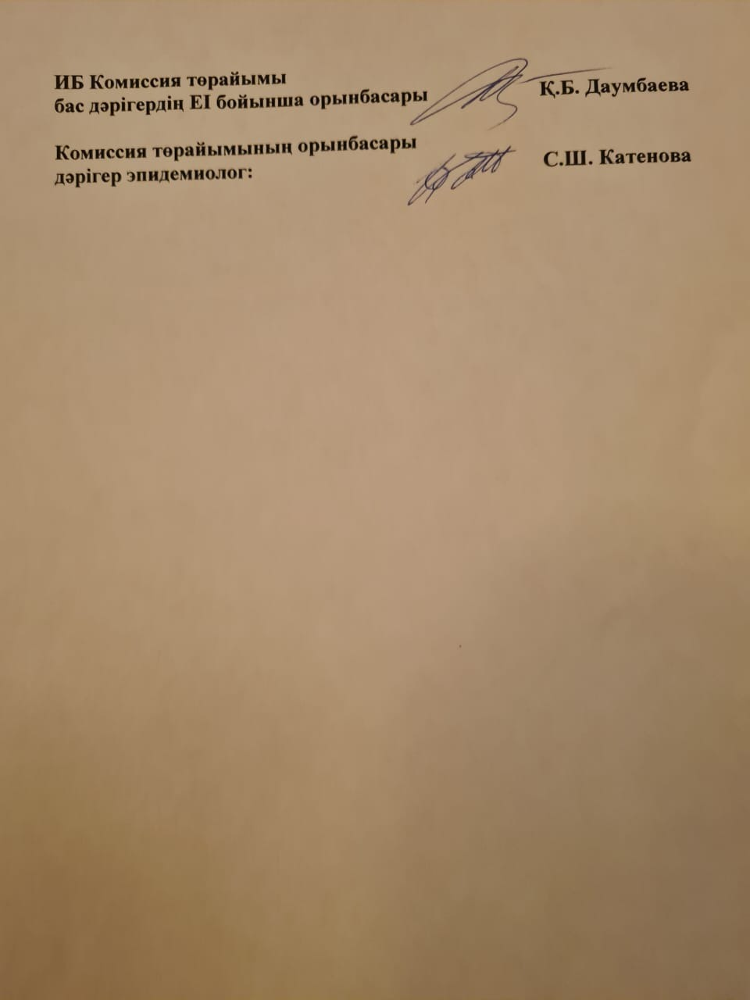 ИБ Комиссия төрайымы
бас дәрігердің ЕІ бойынша орынбасары Қ.Б. Даумбаева
Комиссия төрайымының орынбасары
дәрігер эпидемиолог: С.Ш. Катенова